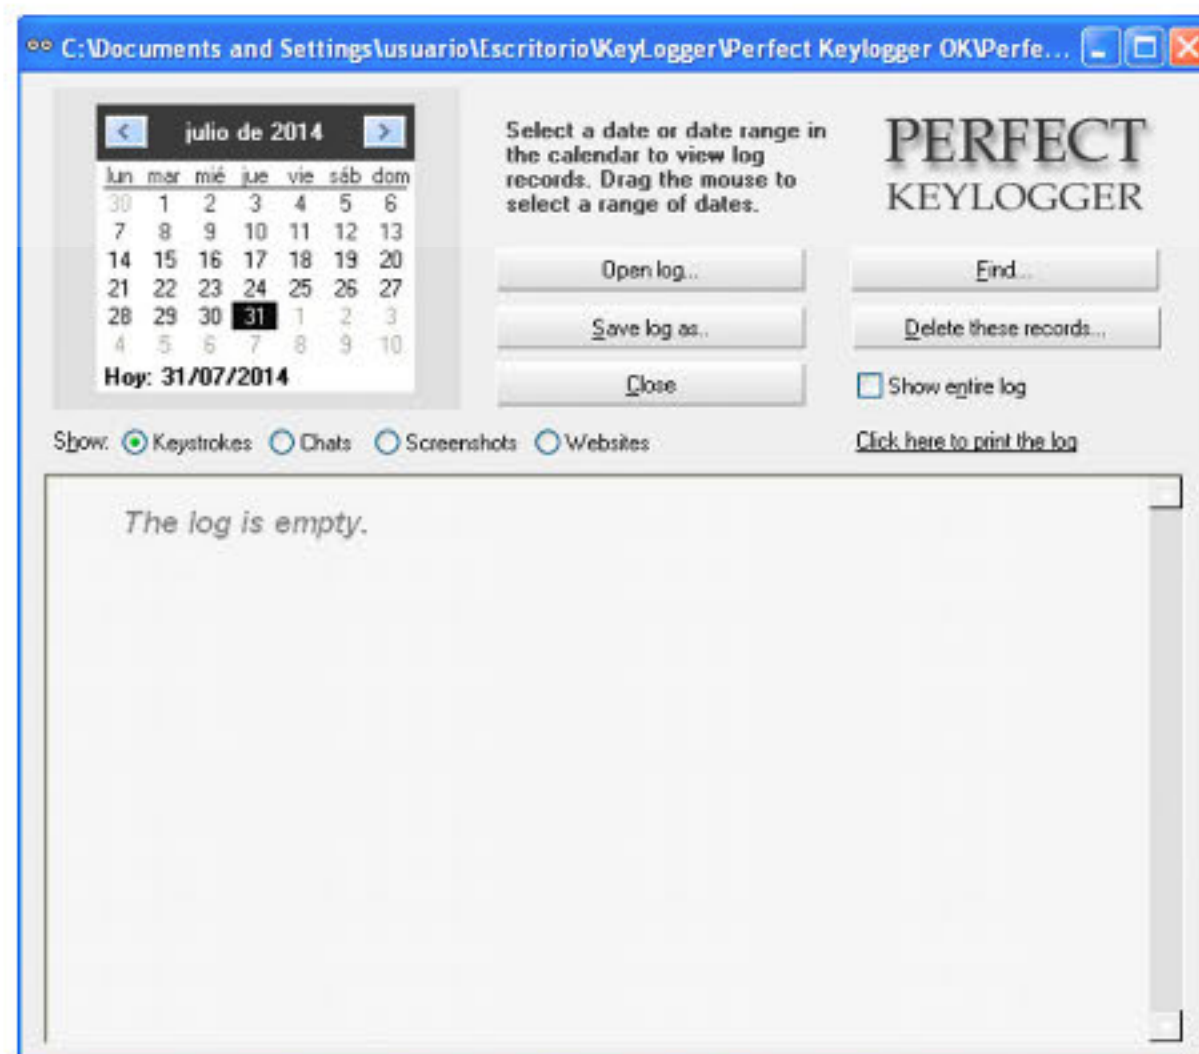 C:\Documents and Settings\usuario\Escritorio\KeyLogger\Perfect Keylogger OK\Perfe...
julio de 2014
lun mar mié jue vie sáb dom
30 1 2 3 4 5 6
7 8 9 10 11 12 13
14 15 16 17 18 19 20
21 22 23 24 25 26 27
28 29 30 31 1 2 3
4 5 6 7 8 9 10
Hoy: 31/07/2014
Select a date or date range in
the calendar to view log
records. Drag the mouse to
select a range of dates.
PERFECT
KEYLOGGER
Open log...
Find...
Save log as..
Delete these records...
Close
Show entire log
Show: Keystrokes Chats Screenshots Websites
Click here to print the log
The log is empty.